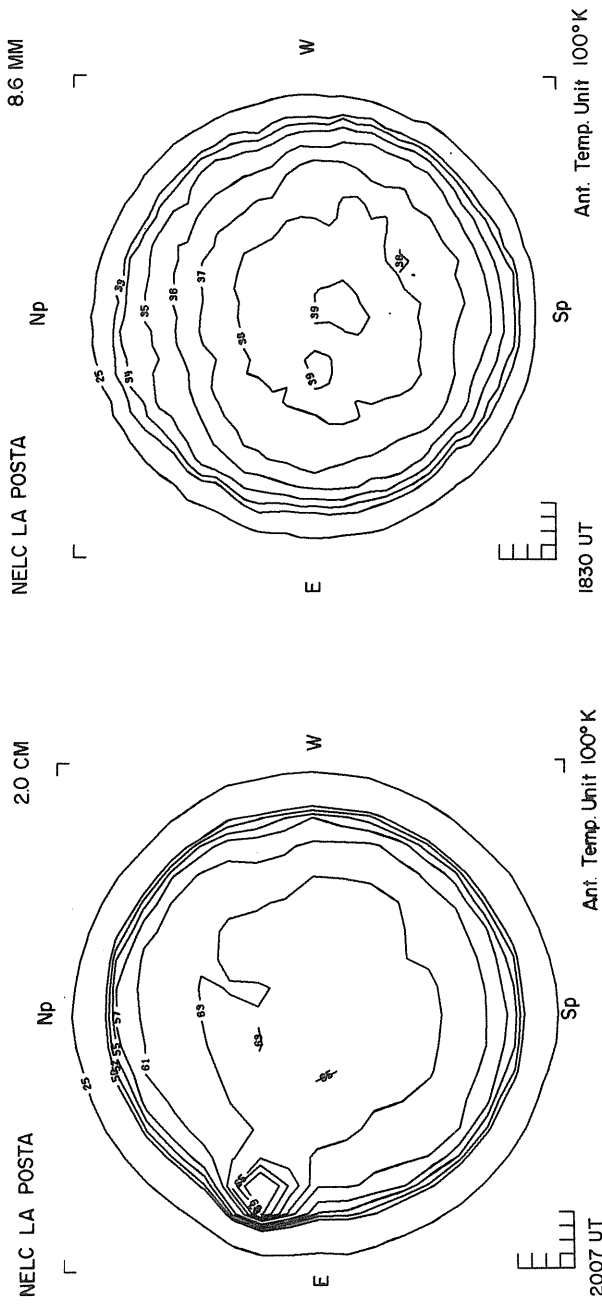 NELC LA POSTA
2.0 CM
Np
25
57
55
61
63
63
65
E
W
Sp
2007 UT
Ant. Temp. Unit 100°K
NELC LA POSTA
8.6 MM
Np
25
33
34
35
36
37
38
39
39
38
E
W
Sp
1830 UT
Ant. Temp. Unit 100°K